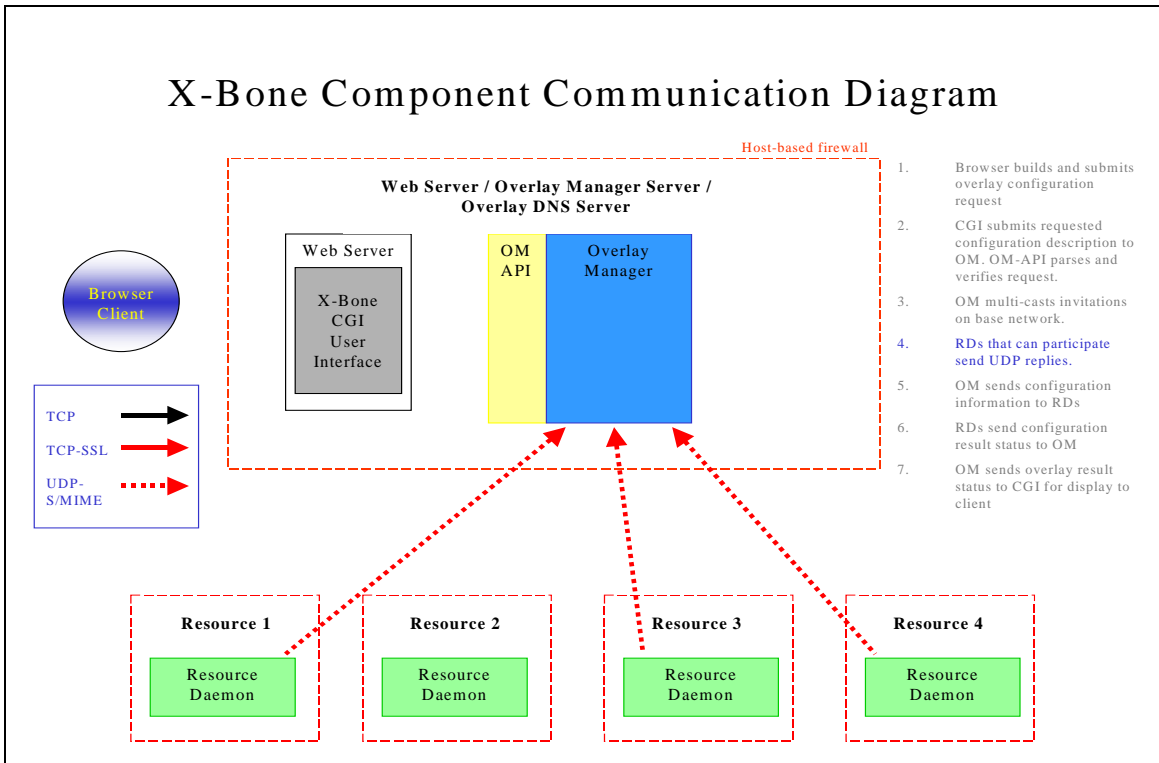 X-Bone Component Communication Diagram
Host-based firewall
Web Server / Overlay Manager Server /
Overlay DNS Server
Web Server
X-Bone
CGI
User
Interface
OM
API
Overlay
Manager
Browser
Client
TCP
TCP-SSL
UDP-
S/MIME
1. Browser builds and submits
overlay configuration
request
2. CGI submits requested
configuration description to
OM. OM-API parses and
verifies request.
3. OM multi-casts invitations
on base network.
4. RDs that can participate
send UDP replies.
5. OM sends configuration
information to RDs
6. RDs send configuration
result status to OM
7. OM sends overlay result
status to CGI for display to
client
Resource 1
Resource
Daemon
Resource 2
Resource
Daemon
Resource 3
Resource
Daemon
Resource 4
Resource
Daemon